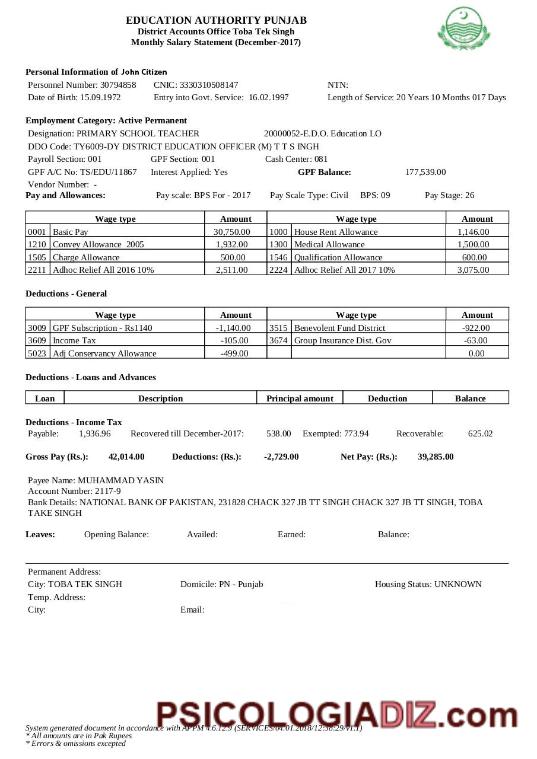 EDUCATION AUTHORITY PUNJAB
District Accounts Office Toba Tek Singh
Monthly Salary Statement (December-2017)
Personal Information of John Citizen
Personnel Number: 30794858 CNIC: 3330310508147 NTN:
Date of Birth: 15.09.1972 Entry into Govt. Service: 16.02.1997 Length of Service: 20 Years 10 Months 017 Days
Employment Category: Active Permanent
Designation: PRIMARY SCHOOL TEACHER 20000052-E.D.O. Education LO
DDO Code: TY6009-DY DISTRICT EDUCATION OFFICER (M) T T S INGH
Payroll Section: 001 GPF Section: 001 Cash Center: 081
GPF A/C No: TS/EDU/11867 Interest Applied: Yes GPF Balance: 177,539.00
Vendor Number: -
Pay and Allowances: Pay scale: BPS For - 2017 Pay Scale Type: Civil BPS: 09 Pay Stage: 26
Wage type Amount Wage type Amount
0001 Basic Pay 30,750.00 1000 House Rent Allowance 1,146.00
1210 Convey Allowance 2005 1,932.00 1300 Medical Allowance 1,500.00
1505 Charge Allowance 500.00 1546 Qualification Allowance 600.00
2211 Adhoc Relief All 2016 10% 2,511.00 2224 Adhoc Relief All 2017 10% 3,075.00
Deductions - General
Wage type Amount Wage type Amount
3009 GPF Subscription - Rs1140 -1,140.00 3515 Benevolent Fund District -922.00
3609 Income Tax -105.00 3674 Group Insurance Dist. Gov -63.00
5023 Adj Conservancy Allowance -499.00 0.00
Deductions - Loans and Advances
Loan Description Principal amount Deduction Balance
Deductions - Income Tax
Payable: 1,936.96 Recovered till December-2017: 538.00 Exempted: 773.94 Recoverable: 625.02
Gross Pay (Rs.): 42,014.00 Deductions: (Rs.): -2,729.00 Net Pay: (Rs.): 39,285.00
Payee Name: MUHAMMAD YASIN
Account Number: 2117-9
Bank Details: NATIONAL BANK OF PAKISTAN, 231828 CHACK 327 JB TT SINGH CHACK 327 JB TT SINGH, TOBA
TAKE SINGH
Leaves: Opening Balance: Availed: Earned: Balance:
Permanent Address:
City: TOBA TEK SINGH Domicile: PN - Punjab Housing Status: UNKNOWN
Temp. Address:
City: Email:
PSICOLOGIADIZ.com
System generated document in accordance with APPM 4.6.12.9 (SERVICES/04.01.2018/12:38:29/v1.1)
* All amounts are in Pak Rupees
* Errors & omissions excepted